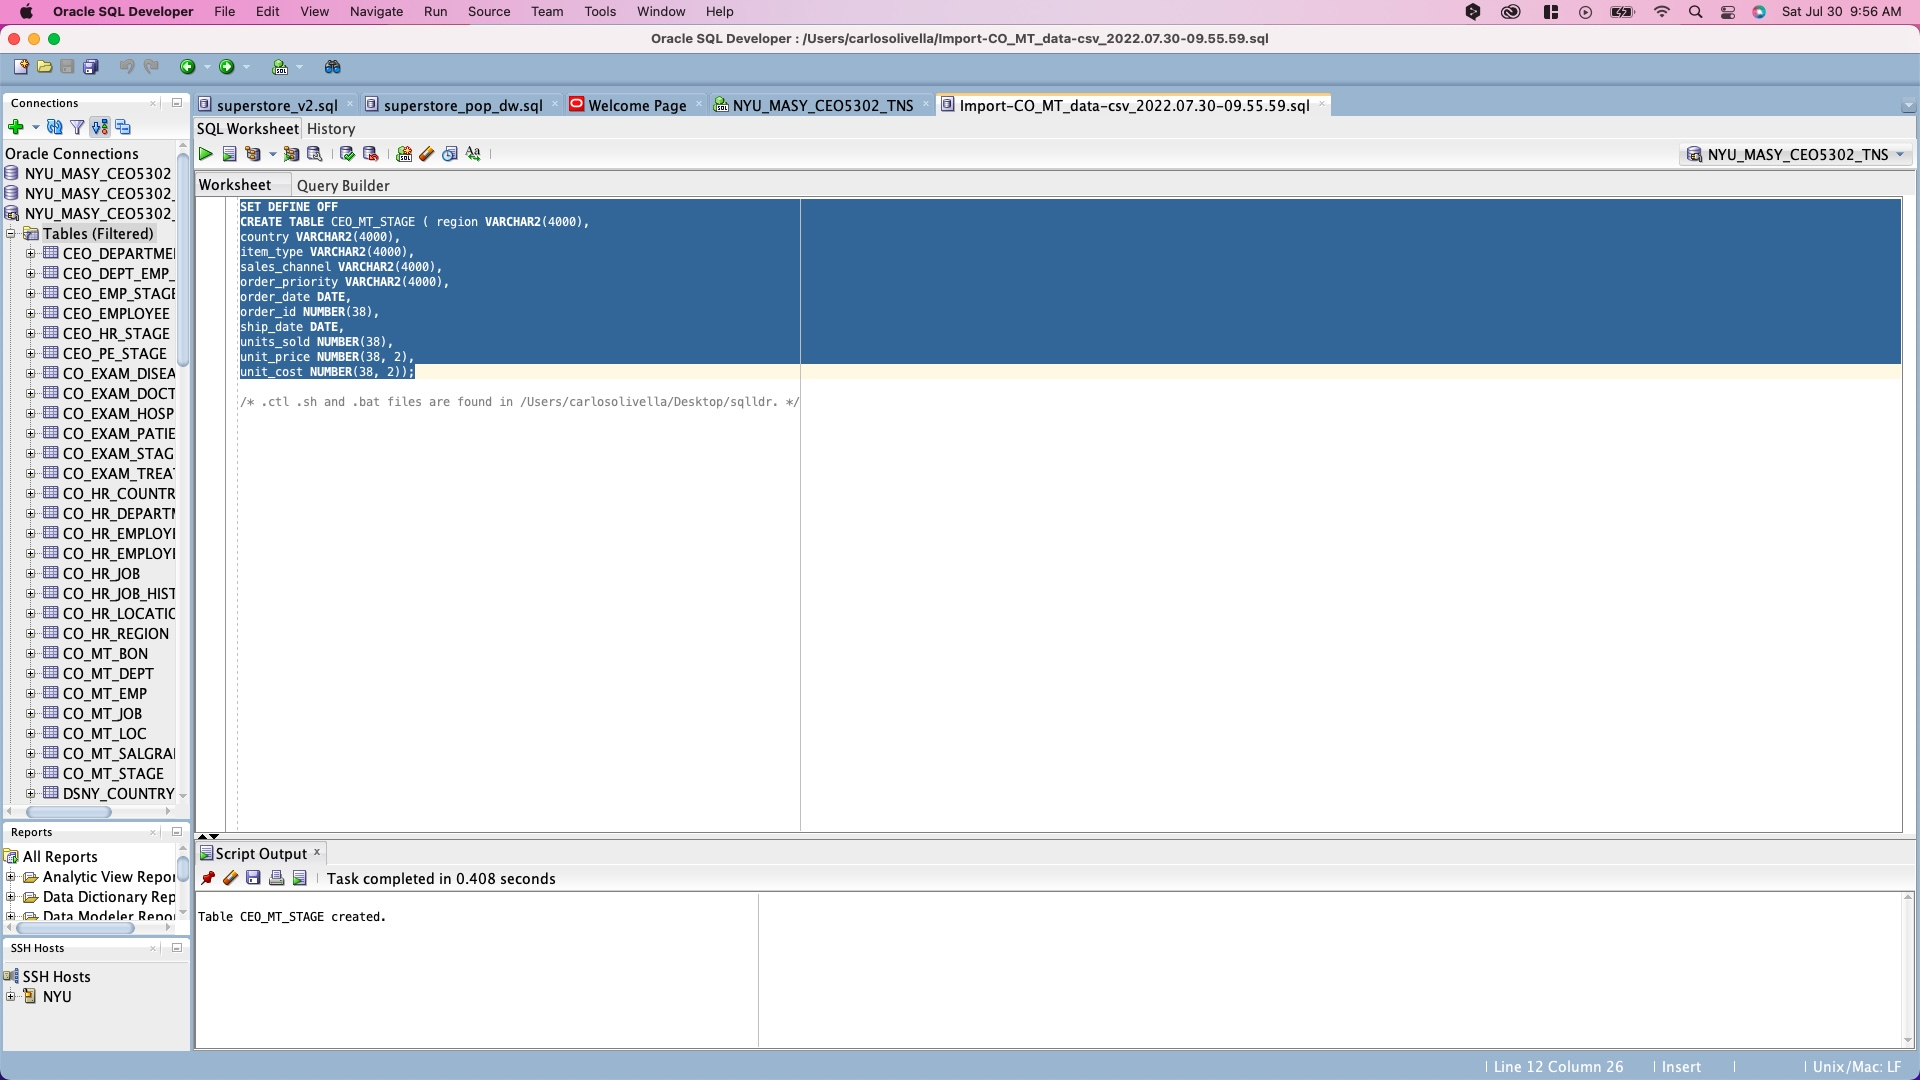 Oracle SQL Developer File Edit View Navigate Run Source Team Tools Window Help Sat Jul 30 9:56 AM
Oracle SQL Developer : /Users/carlosolivella/Import-CO_MT_data-csv_2022.07.30-09.55.59.sql
Connections
superstore_v2.sql superstore_pop_dw.sql Welcome Page NYU_MASY_CEO5302_TNS Import-CO_MT_data-csv_2022.07.30-09.55.59.sql
SQL Worksheet History
NYU_MASY_CEO5302_TNS
Worksheet Query Builder
Oracle Connections
NYU_MASY_CEO5302
NYU_MASY_CEO5302_
NYU_MASY_CEO5302_
Tables (Filtered)
CEO_DEPARTME
CEO_DEPT_EMP_
CEO_EMP_STAGE
CEO_EMPLOYEE
CEO_HR_STAGE
CEO_PE_STAGE
CO_EXAM_DISEA
CO_EXAM_DOCT
CO_EXAM_HOSP
CO_EXAM_PATIE
CO_EXAM_STAG
CO_EXAM_TREA
CO_HR_COUNTR
CO_HR_DEPART
CO_HR_EMPLOY
CO_HR_EMPLOY
CO_HR_JOB
CO_HR_JOB_HIST
CO_HR_LOCATIO
CO_HR_REGION
CO_MT_BON
CO_MT_DEPT
CO_MT_EMP
CO_MT_JOB
CO_MT_LOC
CO_MT_SALGRA
CO_MT_STAGE
DSNY_COUNTRY
SET DEFINE OFF
CREATE TABLE CEO_MT_STAGE ( region VARCHAR2(4000),
country VARCHAR2(4000),
item_type VARCHAR2(4000),
sales_channel VARCHAR2(4000),
order_priority VARCHAR2(4000),
order_date DATE,
order_id NUMBER(38),
ship_date DATE,
units_sold NUMBER(38),
unit_price NUMBER(38, 2),
unit_cost NUMBER(38, 2));
/* .ctl .sh and .bat files are found in /Users/carlosolivella/Desktop/sqlldr. */
Reports
All Reports
Analytic View Repo
Data Dictionary Rep
Data Modeler Repo
SSH Hosts
SSH Hosts
NYU
Script Output
Task completed in 0.408 seconds
Table CEO_MT_STAGE created.
Line 12 Column 26 Insert Unix/Mac: LF